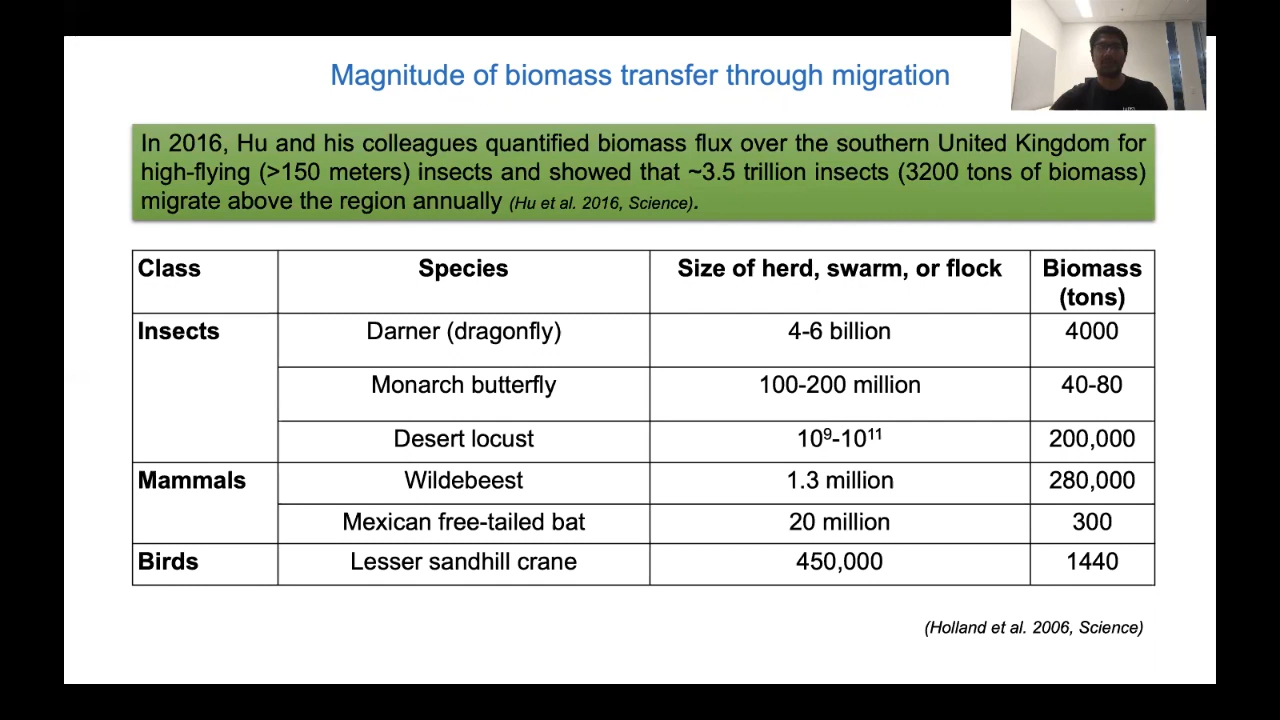 Magnitude of biomass transfer through migration
In 2016, Hu and his colleagues quantified biomass flux over the southern United Kingdom for
high-flying (>150 meters) insects and showed that ~3.5 trillion insects (3200 tons of biomass)
migrate above the region annually (Hu et al. 2016, Science).
Class Species Size of herd, swarm, or flock Biomass (tons)
Insects Darner (dragonfly) 4-6 billion 4000
Monarch butterfly 100-200 million 40-80
Desert locust 10⁹-10¹¹ 200,000
Mammals Wildebeest 1.3 million 280,000
Mexican free-tailed bat 20 million 300
Birds Lesser sandhill crane 450,000 1440
(Holland et al. 2006, Science)